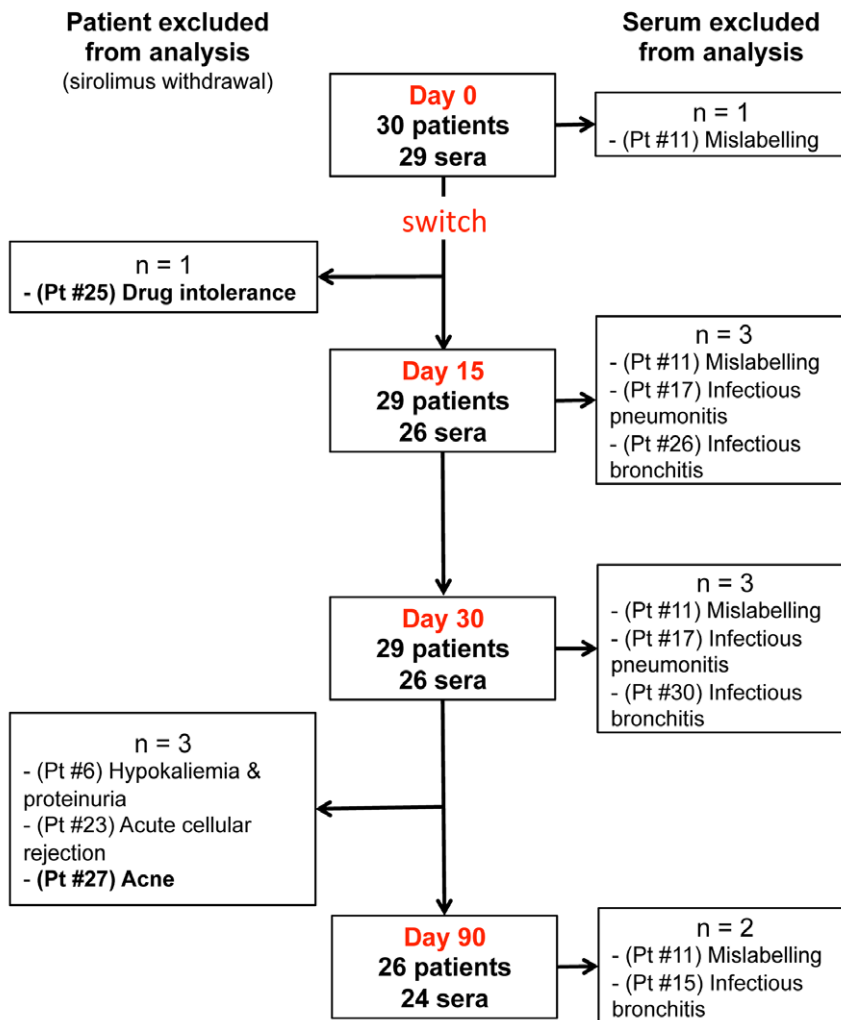 Patient excluded
from analysis
(sirolimus withdrawal)
Serum excluded
from analysis
Day 0
30 patients
29 sera
n = 1
- (Pt #11) Mislabelling
switch
n = 1
- (Pt #25) Drug intolerance
Day 15
29 patients
26 sera
n = 3
- (Pt #11) Mislabelling
- (Pt #17) Infectious
pneumonitis
- (Pt #26) Infectious
bronchitis
Day 30
29 patients
26 sera
n = 3
- (Pt #11) Mislabelling
- (Pt #17) Infectious
pneumonitis
- (Pt #30) Infectious
bronchitis
n = 3
- (Pt #6) Hypokaliemia &
proteinuria
- (Pt #23) Acute cellular
rejection
- (Pt #27) Acne
Day 90
26 patients
24 sera
n = 2
- (Pt #11) Mislabelling
- (Pt #15) Infectious
bronchitis